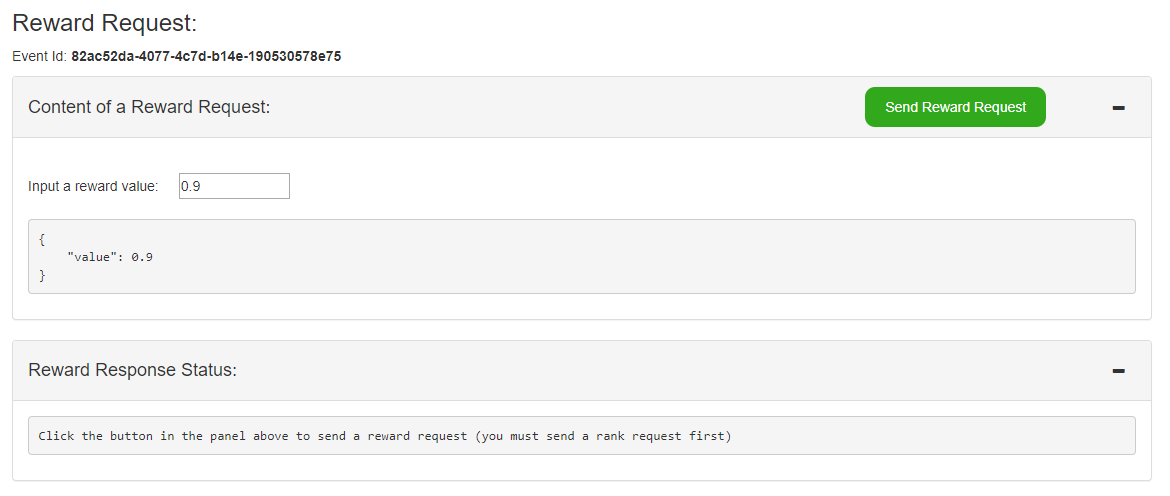 Reward Request:
Event Id: 82ac52da-4077-4c7d-b14e-190530578e75
Content of a Reward Request:
Send Reward Request
Input a reward value: 0.9
{
    "value": 0.9
}
Reward Response Status:
Click the button in the panel above to send a reward request (you must send a rank request first)